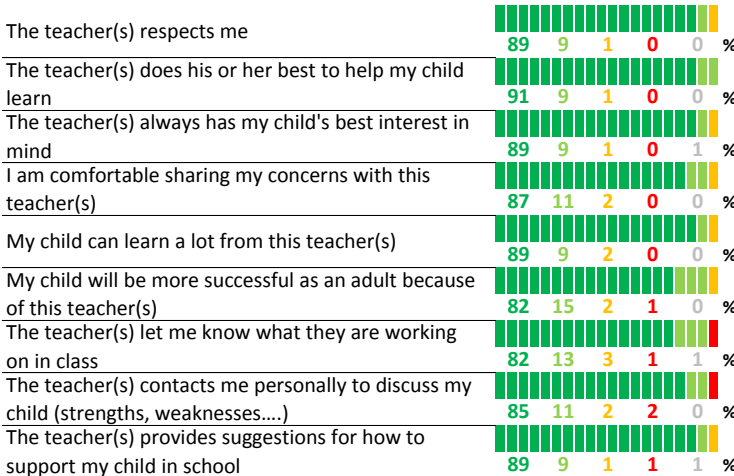 The teacher(s) respects me
89 9 1 0 0 %
The teacher(s) does his or her best to help my child
learn
91 9 1 0 0 %
The teacher(s) always has my child's best interest in
mind
89 9 1 0 1 %
I am comfortable sharing my concerns with this
teacher(s)
87 11 2 0 0 %
My child can learn a lot from this teacher(s)
89 9 2 0 0 %
My child will be more successful as an adult because
of this teacher(s)
82 15 2 1 0 %
The teacher(s) let me know what they are working
on in class
82 13 3 1 1 %
The teacher(s) contacts me personally to discuss my
child (strengths, weaknesses....)
85 11 2 2 0 %
The teacher(s) provides suggestions for how to
support my child in school
89 9 1 1 1 %